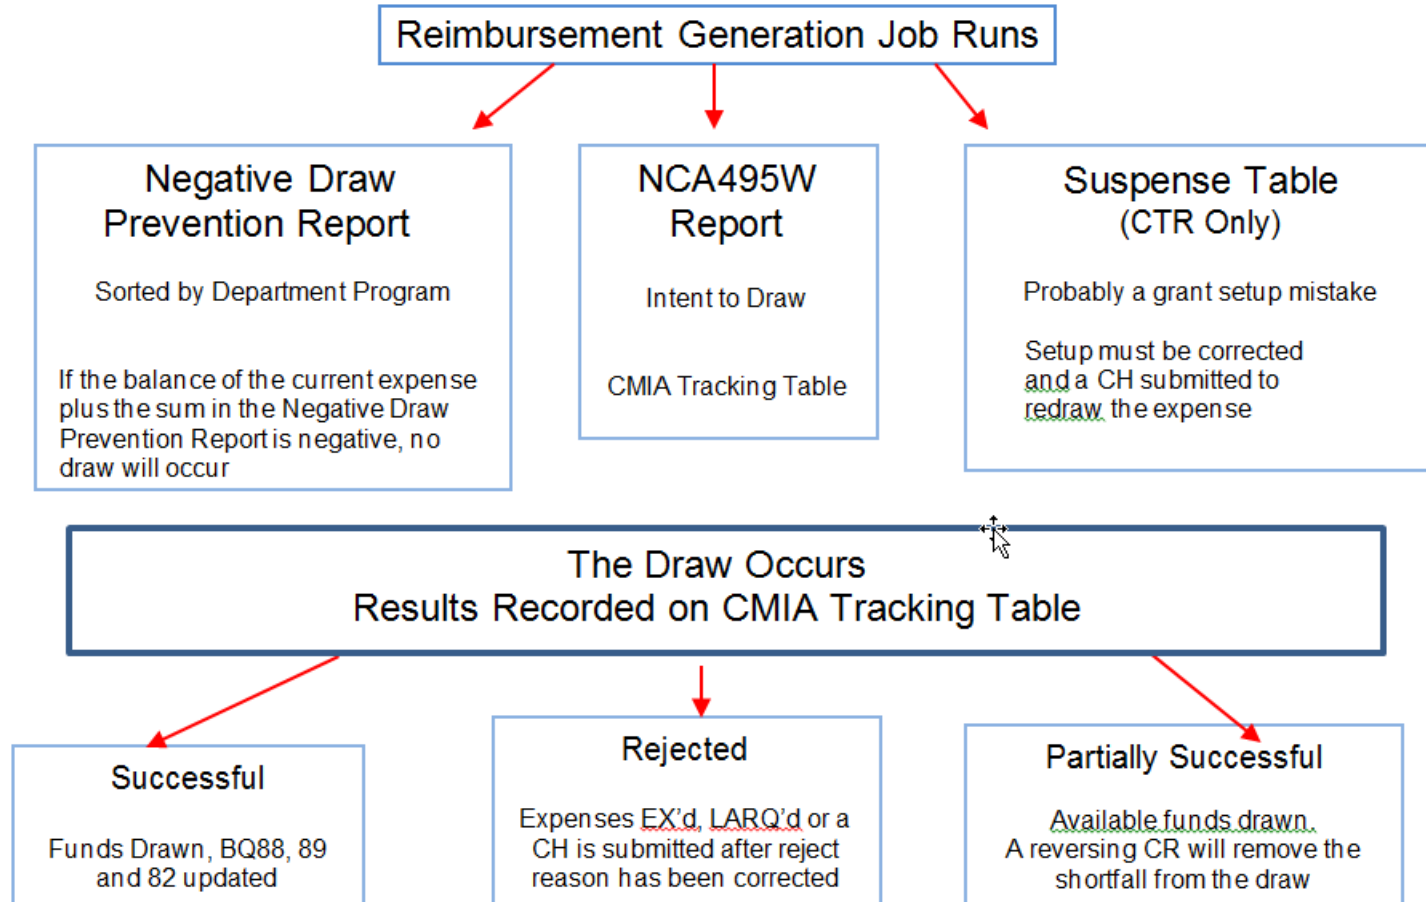 Reimbursement Generation Job Runs
Negative Draw
Prevention Report
Sorted by Department Program
If the balance of the current expense
plus the sum in the Negative Draw
Prevention Report is negative, no
draw will occur
NCA495W
Report
Intent to Draw
CMIA Tracking Table
Suspense Table
(CTR Only)
Probably a grant setup mistake
Setup must be corrected
and a CH submitted to
redraw the expense
The Draw Occurs
Results Recorded on CMIA Tracking Table
Successful
Funds Drawn, BQ88, 89
and 82 updated
Rejected
Expenses EX'd, LARQ'd or a
CH is submitted after reject
reason has been corrected
Partially Successful
Available funds drawn.
A reversing CR will remove the
shortfall from the draw